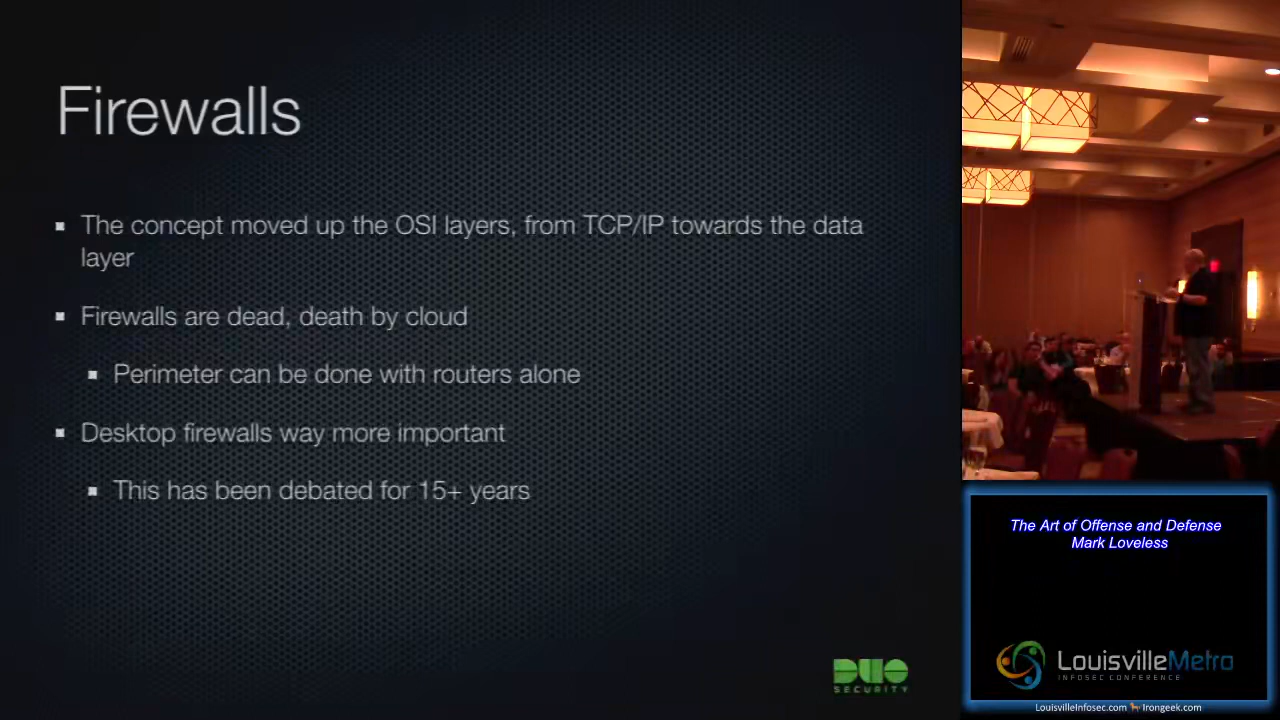 Firewalls
The concept moved up the OSI layers, from TCP/IP towards the data
layer
Firewalls are dead, death by cloud
Perimeter can be done with routers alone
Desktop firewalls way more important
This has been debated for 15+ years
DUO
SECURITY
The Art of Offense and Defense
Mark Loveless
LouisvilleMetro
INFOSEC CONFERENCE
LouisvilleInfosec.com Irongeek.com